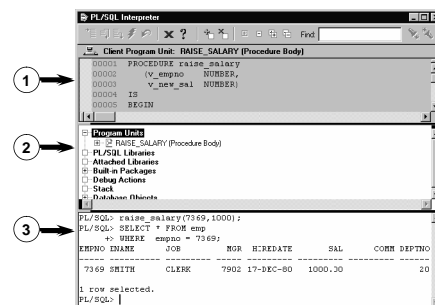 PL/SQL Interpreter
Find:
Client Program Unit: RAISE_SALARY (Procedure Body)
00001 PROCEDURE raise_salary
00002 (v_empno NUMBER,
00003 v_new_sal NUMBER)
00004 IS
00005 BEGIN
1
Program Units
RAISE_SALARY (Procedure Body)
PL/SQL Libraries
Attached Libraries
Built-in Packages
Debug Actions
Stack
Database Objects
2
PL/SQL> raise_salary(7369,1000);
PL/SQL> SELECT * FROM emp
+> WHERE empno = 7369;
EMPNO ENAME JOB MGR HIREDATE SAL COMM DEPTNO
7369 SMITH CLERK 7902 17-DEC-80 1000.30 20
1 row selected.
PL/SQL>
3